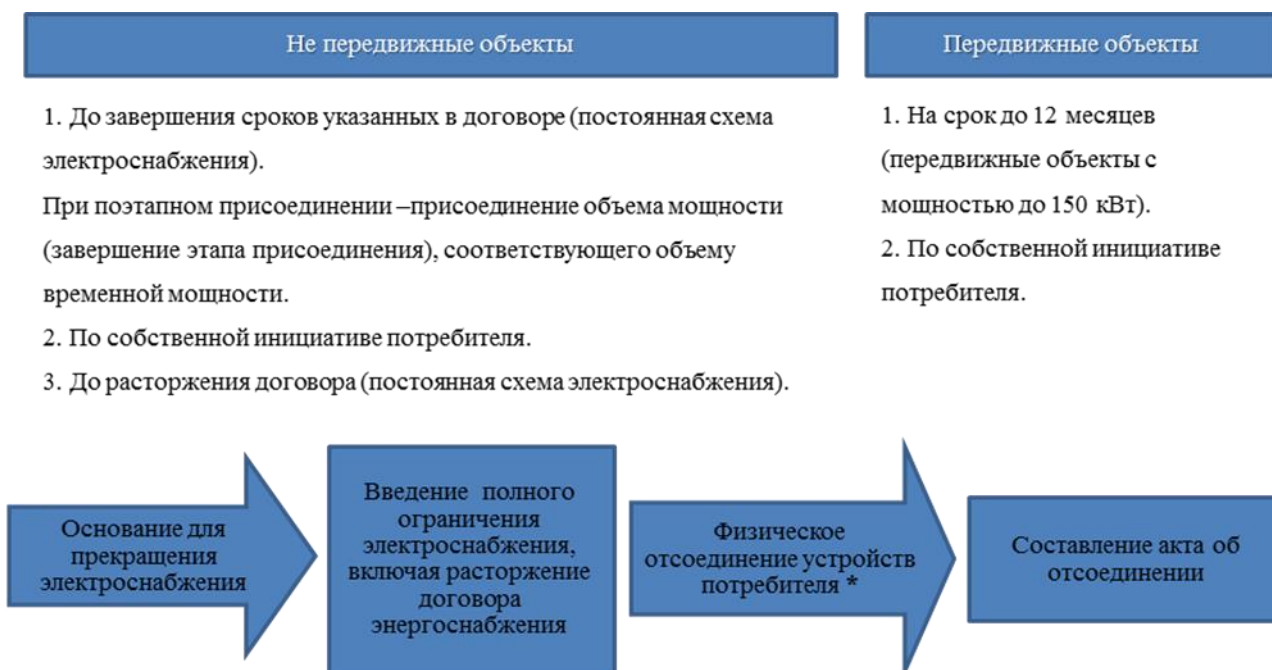 Не передвижные объекты
1. До завершения сроков указанных в договоре (постоянная схема
электроснабжения).
При поэтапном присоединении –присоединение объема мощности
(завершение этапа присоединения), соответствующего объему
временной мощности.
2. По собственной инициативе потребителя.
3. До расторжения договора (постоянная схема электроснабжения).
Передвижные объекты
1. На срок до 12 месяцев
(передвижные объекты с
мощностью до 150 кВт).
2. По собственной инициативе
потребителя.
Основание для
прекращения
электроснабжения
Введение полного
ограничения
электроснабжения,
включая расторжение
договора
энергоснабжения
Физическое
отсоединение устройств
потребителя *
Составление акта об
отсоединении